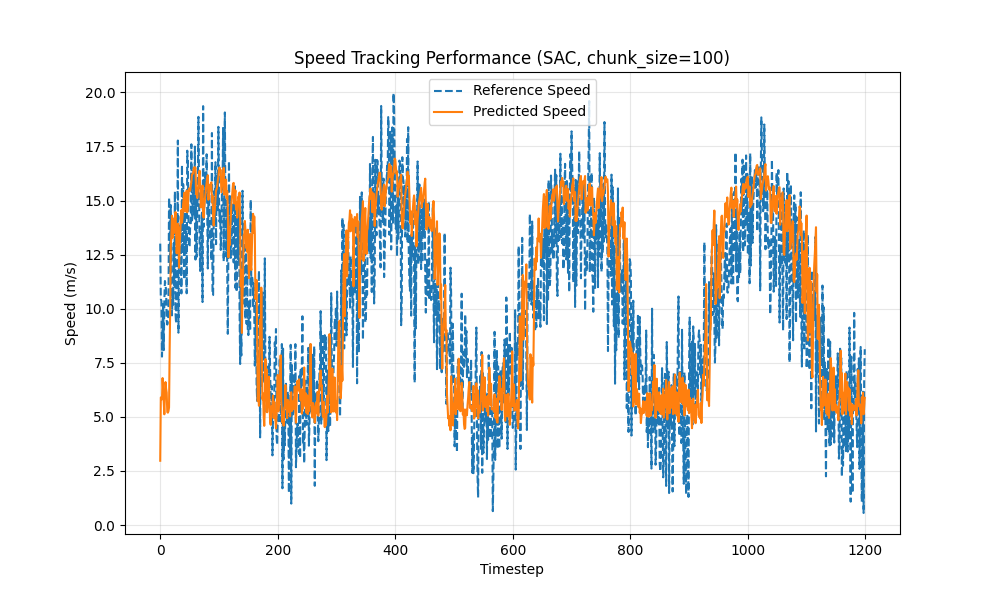 Speed Tracking Performance (SAC, chunk_size=100)
Reference Speed
Predicted Speed
Speed (m/s)
20.0
17.5
15.0
12.5
10.0
7.5
5.0
2.5
0.0
0 200 400 600 800 1000 1200
Timestep